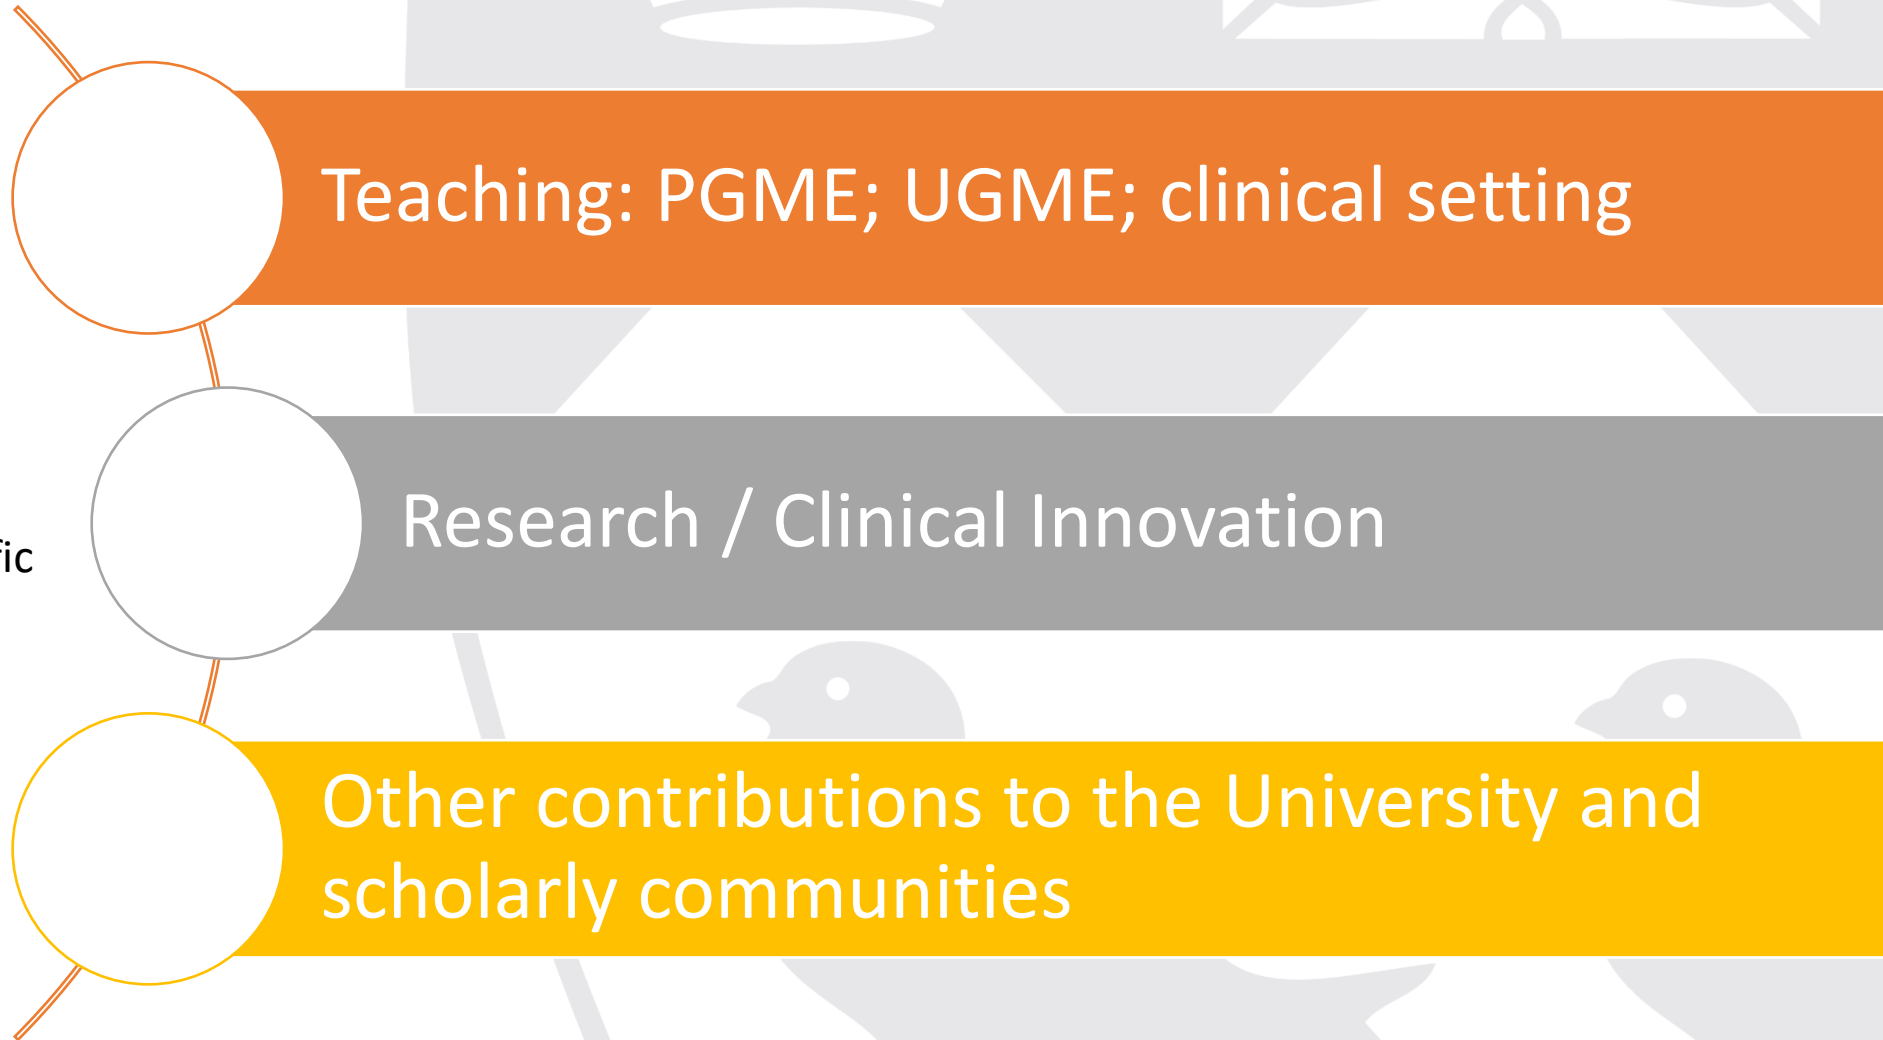 Teaching: PGME; UGME; clinical setting
Research / Clinical Innovation
Other contributions to the University and
scholarly communities